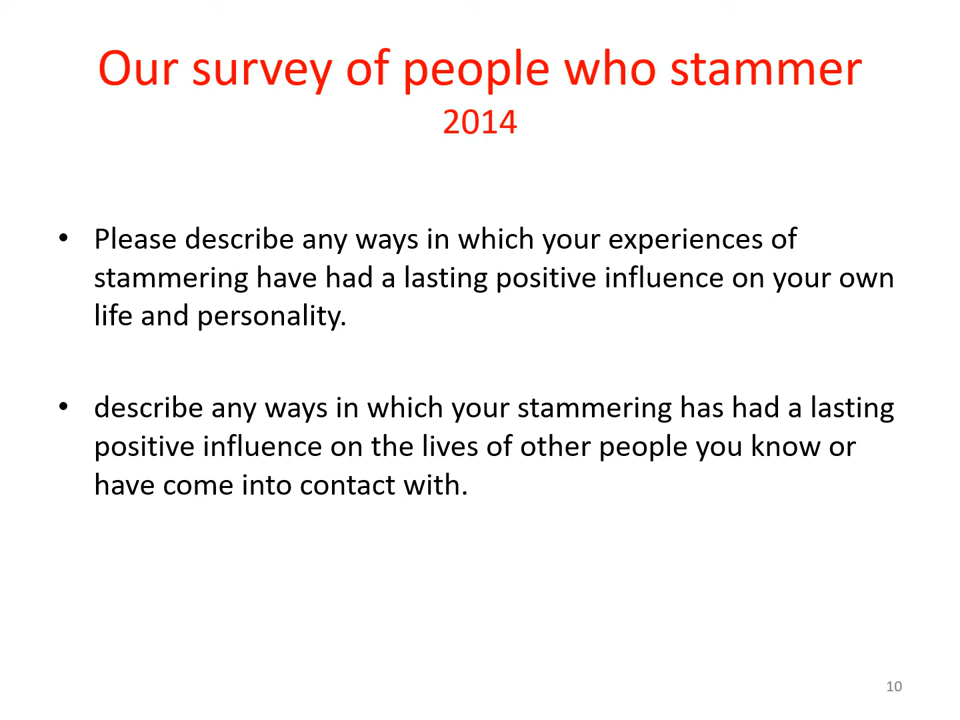 Our survey of people who stammer
2014
• Please describe any ways in which your experiences of
stammering have had a lasting positive influence on your own
life and personality.
• describe any ways in which your stammering has had a lasting
positive influence on the lives of other people you know or
have come into contact with.
10